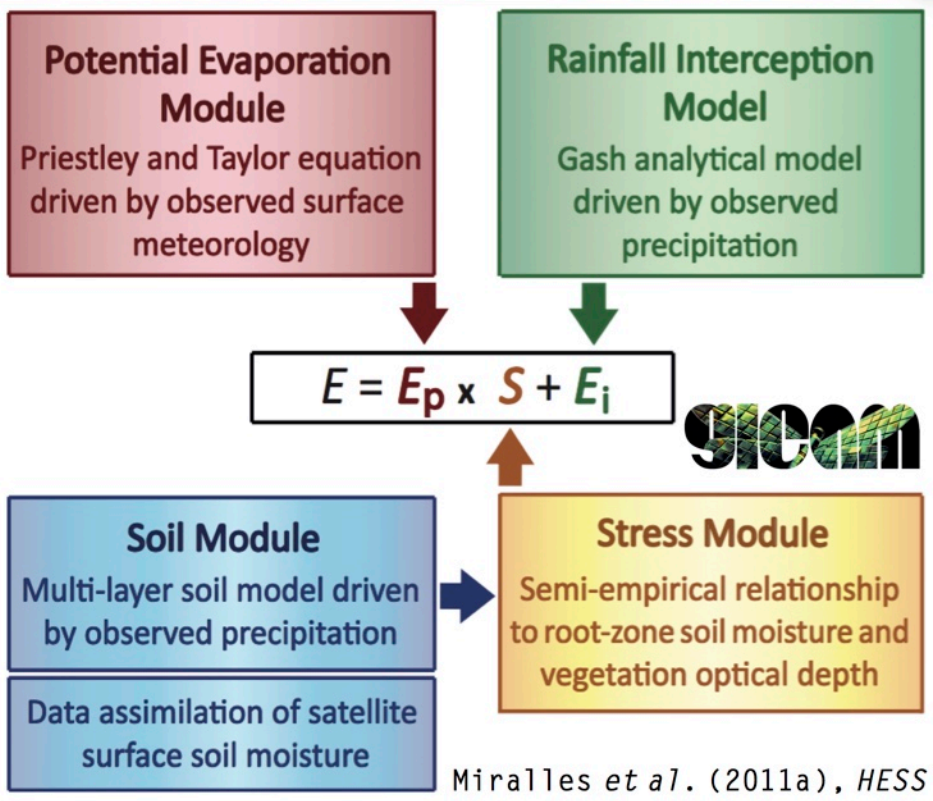 Potential Evaporation
Module
Priestley and Taylor equation
driven by observed surface
meteorology
Rainfall Interception
Model
Gash analytical model
driven by observed
precipitation
E = Ep x S + Ei
gleam
Soil Module
Multi-layer soil model driven
by observed precipitation
Data assimilation of satellite
surface soil moisture
Stress Module
Semi-empirical relationship
to root-zone soil moisture and
vegetation optical depth
Miralles et al. (2011a), HESS